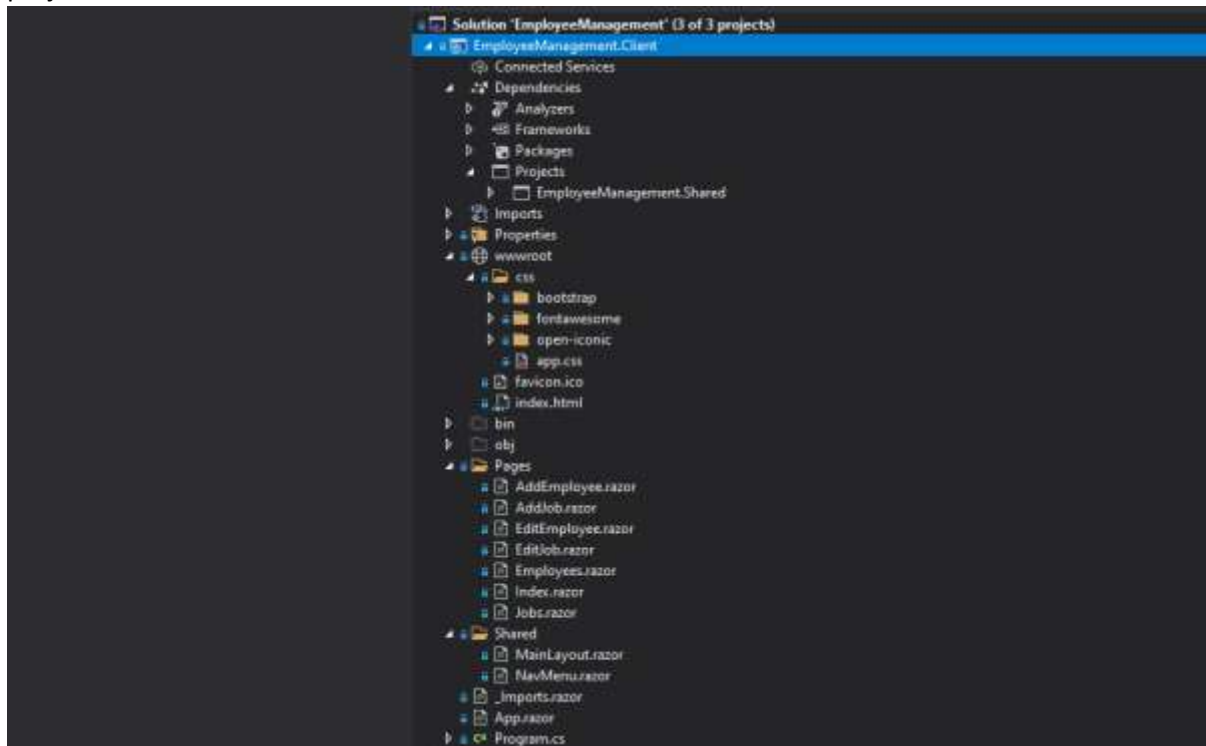 Solution 'EmployeeManagement' (3 of 3 projects)
EmployeeManagement.Client
Connected Services
Dependencies
Analyzers
Frameworks
Packages
Projects
EmployeeManagement.Shared
Imports
Properties
wwwroot
css
bootstrap
fontawesome
open-iconic
app.css
favicon.ico
index.html
bin
obj
Pages
AddEmployee.razor
AddJob.razor
EditEmployee.razor
EditJob.razor
Employees.razor
Index.razor
Jobs.razor
Shared
MainLayout.razor
NavMenu.razor
_Imports.razor
App.razor
C# Program.cs